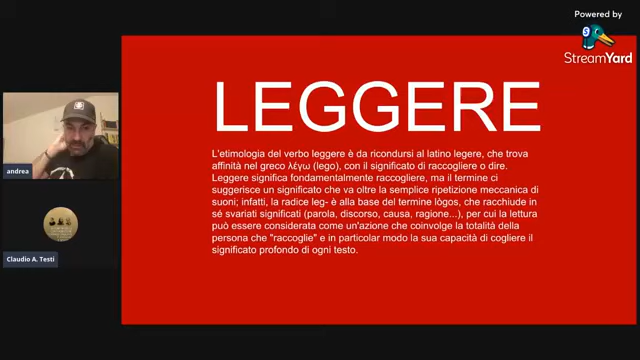 Powered by
StreamYard
LEGGERE
L'etimologia del verbo leggere è da ricondursi al latino legere, che trova
affinità nel greco λέγω (lego), con il significato di raccogliere o dire.
Leggere significa fondamentalmente raccogliere, ma il termine ci
suggerisce un significato che va oltre la semplice ripetizione meccanica di
suoni; infatti, la radice leg- è alla base del termine lògos, che racchiude in
sé svariati significati (parola, discorso, causa, ragione...), per cui la lettura
può essere considerata come un'azione che coinvolge la totalità della
persona che "raccoglie" e in particolar modo la sua capacità di cogliere il
significato profondo di ogni testo.
andrea
Claudio A. Testi